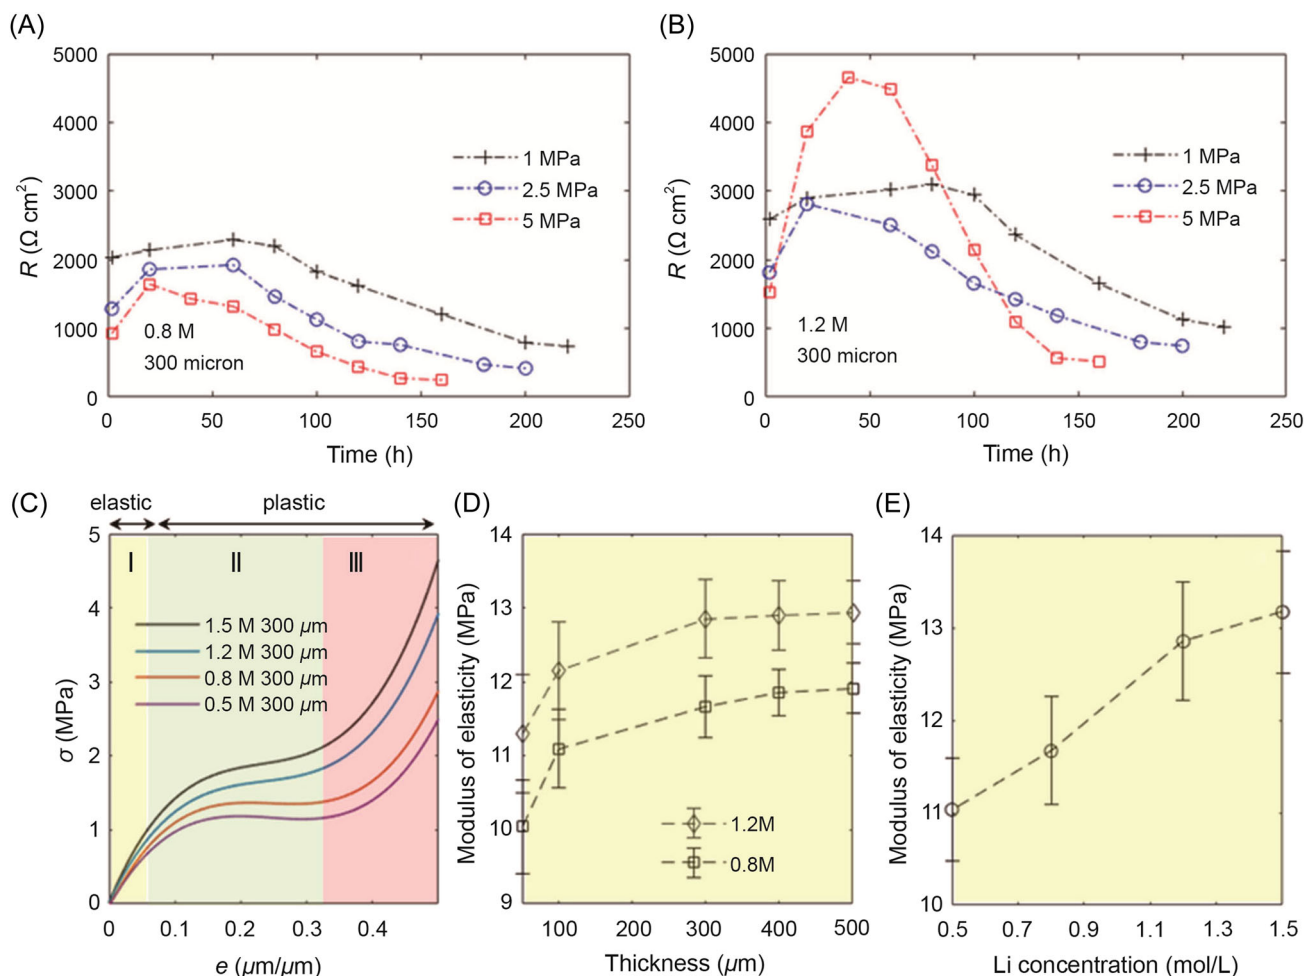 (A)
5000
4000
3000
2000
1000
0
R (Ω cm²)
1 MPa
2.5 MPa
5 MPa
0.8 M
300 micron
0 50 100 150 200 250
Time (h)
(B)
5000
4000
3000
2000
1000
0
R (Ω cm²)
1 MPa
2.5 MPa
5 MPa
1.2 M
300 micron
0 50 100 150 200 250
Time (h)
(C)
elastic plastic
5
4
3
2
1
0
σ (MPa)
I II III
1.5 M 300 µm
1.2 M 300 µm
0.8 M 300 µm
0.5 M 300 µm
0 0.1 0.2 0.3 0.4
e (µm/µm)
(D)
14
13
12
11
10
9
Modulus of elasticity (MPa)
1.2M
0.8M
100 200 300 400 500
Thickness (µm)
(E)
14
13
12
11
10
Modulus of elasticity (MPa)
0.5 0.7 0.9 1.1 1.3 1.5
Li concentration (mol/L)